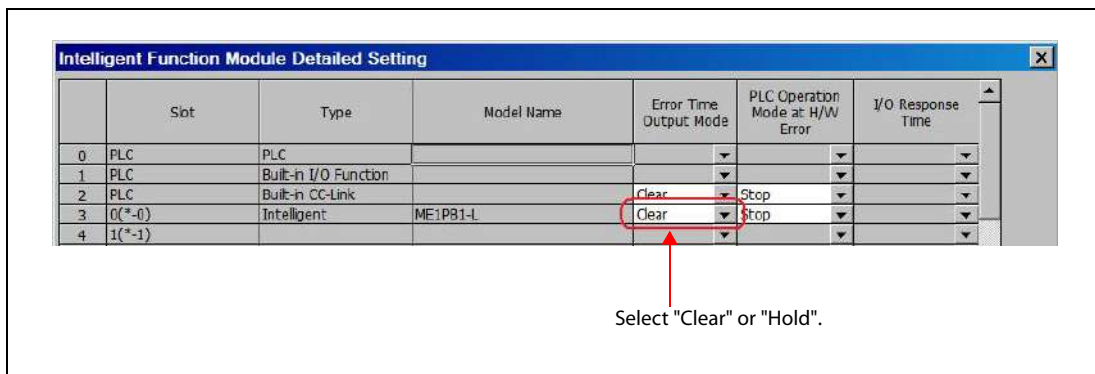 Intelligent Function Module Detailed Setting
Slot Type Model Name Error Time Output Mode PLC Operation Mode at H/W Error I/O Response Time
0 PLC PLC
1 PLC Built-in I/O Function
2 PLC Built-in CC-Link Clear Stop
3 0(*-0) Intelligent ME1PB1-L Clear Stop
4 1(*-1)
Select "Clear" or "Hold".